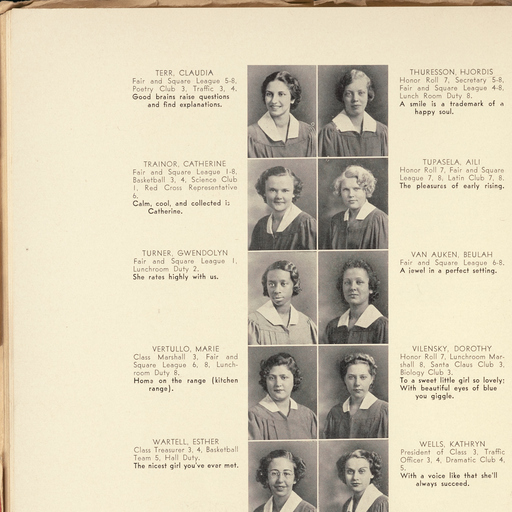 TERR, CLAUDIA
Fair and Square League 5-8,
Poetry Club 3, Traffic 3, 4.
Good brains raise questions
and find explanations.
THURESSON, HJORDIS
Honor Roll 7, Secretary 5-8,
Fair and Square League 4-8,
Lunch Room Duty 8.
A smile is a trademark of a
happy soul.
TRAINOR, CATHERINE
Fair and Square League 1-8,
Basketball 3, 4, Science Club
1, Red Cross Representative
6.
Calm, cool, and collected is
Catherine.
TUPASELA, AILI
Honor Roll 7, Fair and Square
League 7, 8, Latin Club 7, 8.
The pleasures of early rising.
TURNER, GWENDOLYN
Fair and Square League 1,
Lunchroom Duty 2.
She rates highly with us.
VAN AUKEN, BEULAH
Fair and Square League 6-8.
A jewel in a perfect setting.
VERTULLO, MARIE
Class Marshall 3, Fair and
Square League 6, 8, Lunch-
room Duty 8.
Home on the range (kitchen
range).
VILENSKY, DOROTHY
Honor Roll 7, Lunchroom Mar-
shall 8, Santa Claus Club 3,
Biology Club 3.
To a sweet little girl so lovely;
With beautiful eyes of blue
you giggle.
WARTELL, ESTHER
Class Treasurer 3, 4, Basketball
Team 5, Hall Duty.
The nicest girl you've ever met.
WELLS, KATHRYN
President of Class 3, Traffic
Officer 3, 4, Dramatic Club 4,
5.
With a voice like that she'll
always succeed.